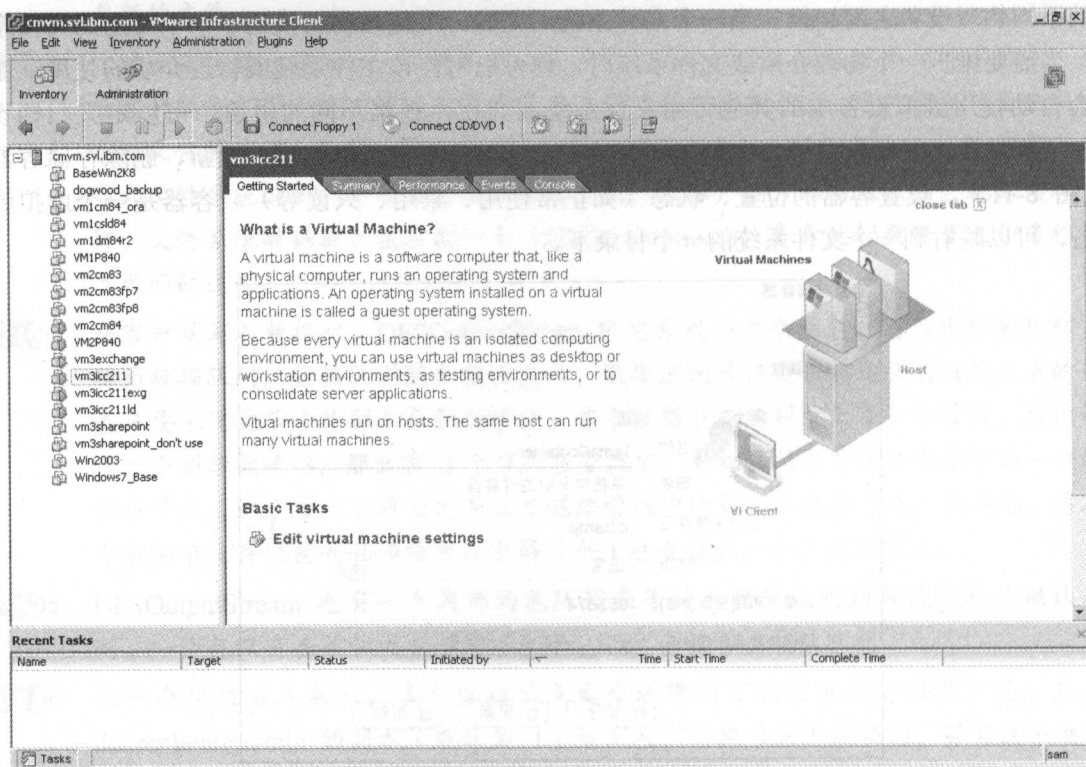 cmvm.svl.ibm.com - VMware Infrastructure Client
File Edit View Inventory Administration Plugins Help
Inventory Administration
Connect Floppy 1 Connect CD/DVD 1
cmvm.svl.ibm.com
BaseWin2K8
dogwood_backup
vm1cm84_ora
vm1csld84
vm1dm84r2
VM1P840
vm2cm83
vm2cm83fp7
vm2cm83fp8
vm2cm84
VM2P840
vm3exchange
vm3icc211
vm3icc211exg
vm3icc211ld
vm3sharepoint
vm3sharepoint_don't use
Win2003
Windows7_Base
vm3icc211
Getting Started Summary Performance Events Console
close tab
What is a Virtual Machine?
A virtual machine is a software computer that, like a
physical computer, runs an operating system and
applications. An operating system installed on a virtual
machine is called a guest operating system.
Because every virtual machine is an isolated computing
environment, you can use virtual machines as desktop or
workstation environments, as testing environments, or to
consolidate server applications.
Vitual machines run on hosts. The same host can run
many virtual machines.
Basic Tasks
Edit virtual machine settings
Virtual Machines
Host
VI Client
Recent Tasks
Name Target Status Initiated by Time Start Time Complete Time
Tasks
sam